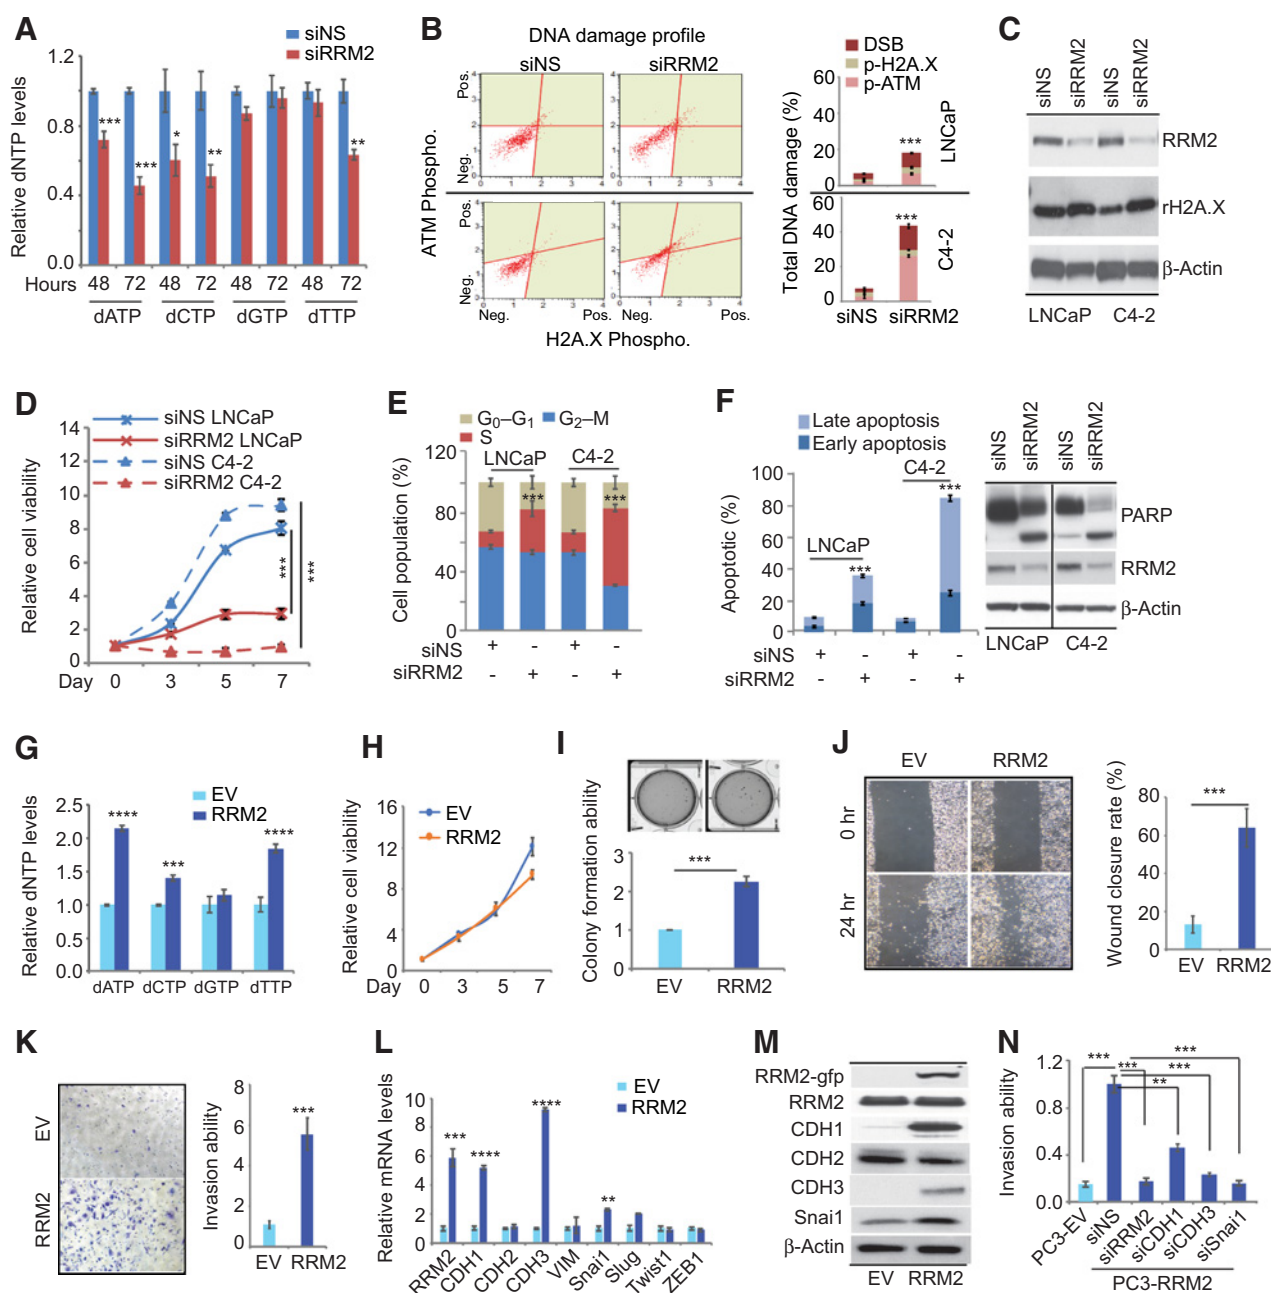 A
siNS
siRRM2
Relative dNTP levels
1.2
0.8
0.4
0.0
***
***
*
**
**
Hours 48 72 48 72 48 72 48 72
dATP dCTP dGTP dTTP
B
DNA damage profile
siNS siRRM2
ATM Phospho.
Pos.
Neg.
Pos.
Neg.
Neg. Pos. Neg. Pos.
H2A.X Phospho.
DSB
p-H2A.X
p-ATM
Total DNA damage (%)
60
40
20
0
***
LNCaP
60
40
20
0
***
C4-2
siNS siRRM2
C
siNS siRRM2 siNS siRRM2
RRM2
rH2A.X
β-Actin
LNCaP C4-2
D
siNS LNCaP
siRRM2 LNCaP
siNS C4-2
siRRM2 C4-2
Relative cell viability
14
12
10
8
6
4
2
0
***
***
Day 0 3 5 7
E
G0–G1 G2–M
S
Cell population (%)
120
80
40
0
LNCaP C4-2
*** ***
siNS + - + -
siRRM2 - + - +
F
Late apoptosis
Early apoptosis
Apoptotic (%)
100
80
60
40
20
0
LNCaP C4-2
*** ***
siNS + - + -
siRRM2 - + - +
siNS siRRM2 siNS siRRM2
PARP
RRM2
β-Actin
LNCaP C4-2
G
EV
RRM2
Relative dNTP levels
2.5
2.0
1.5
1.0
0.5
0.0
**** *** ****
dATP dCTP dGTP dTTP
H
EV
RRM2
Relative cell viability
16
12
8
4
0
Day 0 3 5 7
I
Colony formation ability
3
2
1
0
***
EV RRM2
J
EV RRM2
0 hr
24 hr
Wound closure rate (%)
80
60
40
20
0
***
EV RRM2
K
EV
RRM2
Invasion ability
8
6
4
2
0
***
EV RRM2
L
EV
RRM2
Relative mRNA levels
10
8
6
4
2
0
*** **** **** **
RRM2 CDH1 CDH2 CDH3 VIM Snai1 Slug Twist1 ZEB1
M
RRM2-gfp
RRM2
CDH1
CDH2
CDH3
Snai1
β-Actin
EV RRM2
N
Invasion ability
1.2
0.8
0.4
0.0
*** *** ** *** ***
PC3-EV siNS siRRM2 siCDH1 siCDH3 siSnai1
PC3-RRM2